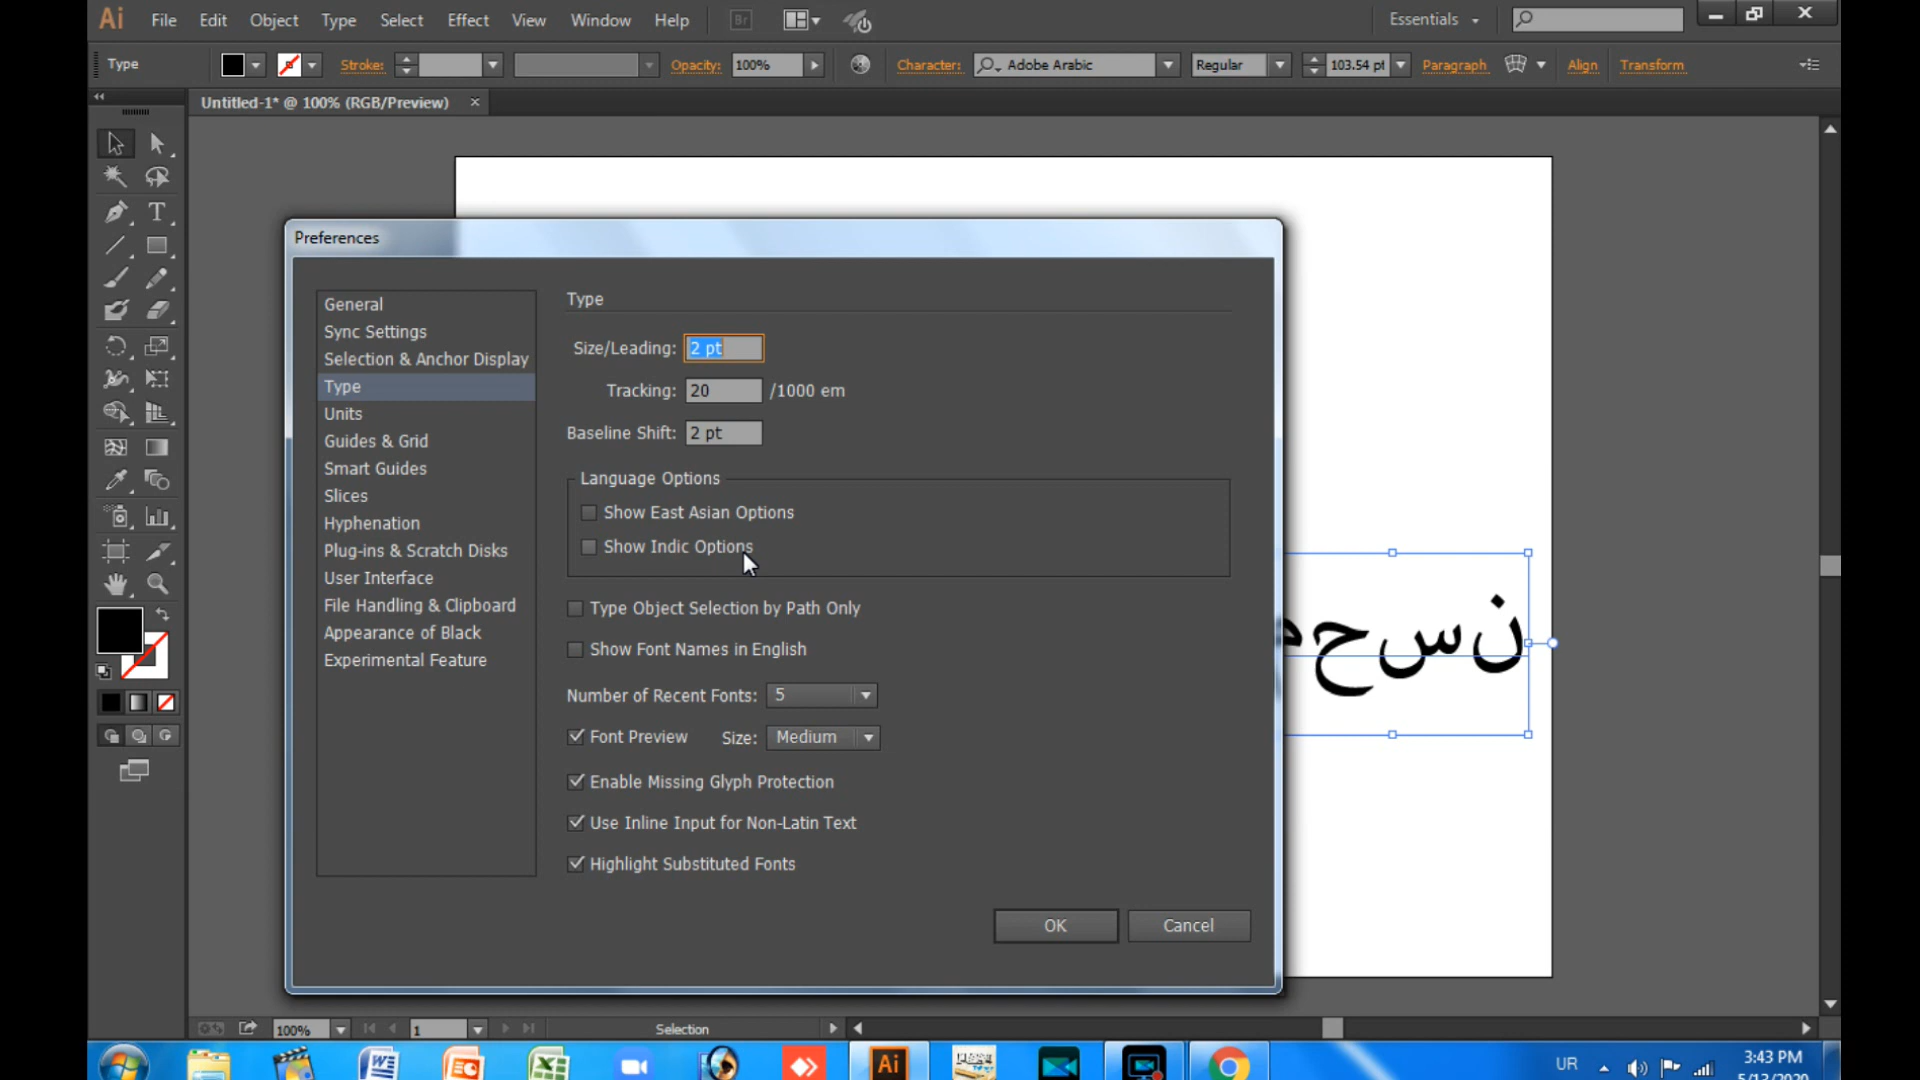 Ai File Edit Object Type Select Effect View Window Help Br Essentials
Type Stroke: Opacity: 100% Character: Adobe Arabic Regular 103.54 pt Paragraph Align Transform
Untitled-1* @ 100% (RGB/Preview) ×
Preferences
General
Sync Settings
Selection & Anchor Display
Type
Units
Guides & Grid
Smart Guides
Slices
Hyphenation
Plug-ins & Scratch Disks
User Interface
File Handling & Clipboard
Appearance of Black
Experimental Feature
Type
Size/Leading: 2 pt
Tracking: 20 /1000 em
Baseline Shift: 2 pt
Language Options
Show East Asian Options
Show Indic Options
Type Object Selection by Path Only
Show Font Names in English
Number of Recent Fonts: 5
Font Preview Size: Medium
Enable Missing Glyph Protection
Use Inline Input for Non-Latin Text
Highlight Substituted Fonts
OK Cancel
ن س ح م
100% 1 Selection
Ai UR 3:43 PM
5/13/2020